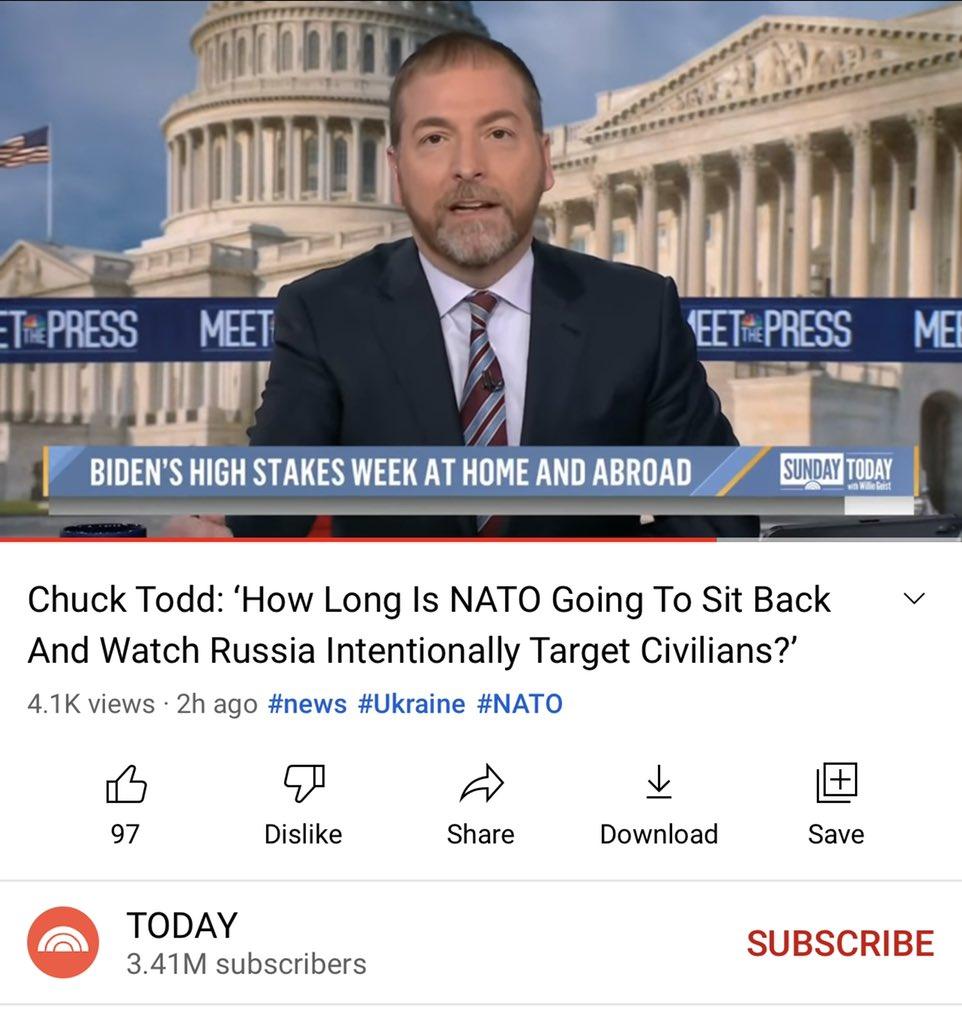 ET THE PRESS MEET EET THE PRESS MEE
BIDEN'S HIGH STAKES WEEK AT HOME AND ABROAD
SUNDAY TODAY
with Willie Geist
Chuck Todd: ‘How Long Is NATO Going To Sit Back
And Watch Russia Intentionally Target Civilians?’
4.1K views · 2h ago #news #Ukraine #NATO
97 Dislike Share Download Save
TODAY
3.41M subscribers
SUBSCRIBE